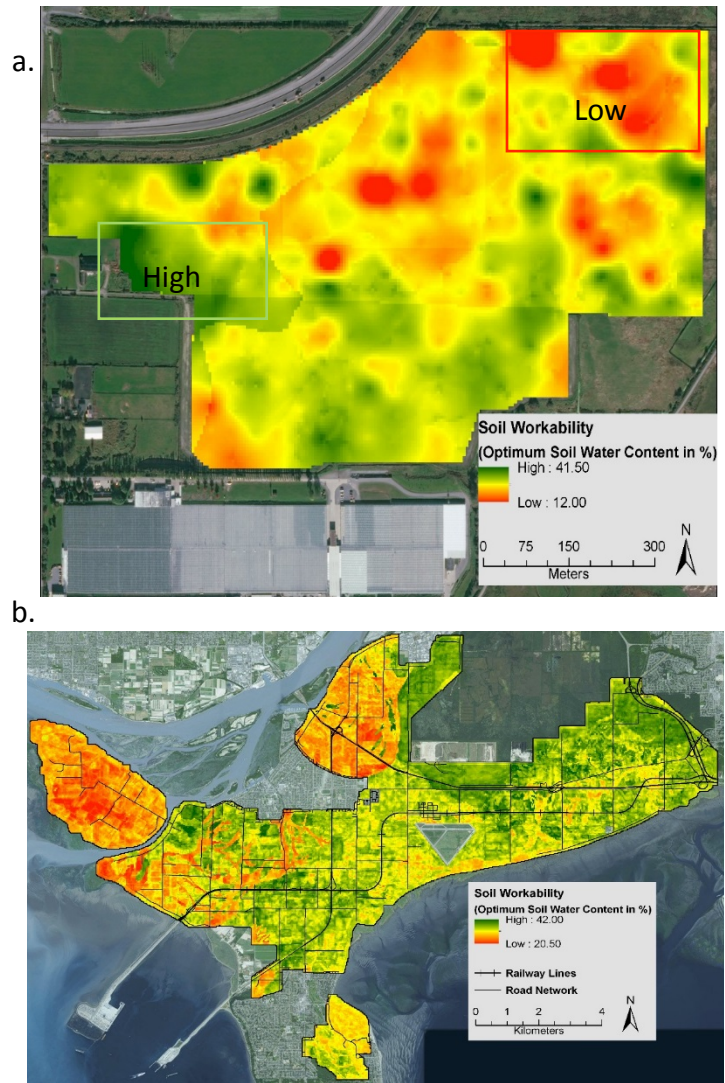 a.
Low
High
Soil Workability
(Optimum Soil Water Content in %)
High : 41.50
Low : 12.00
N
0 75 150 300
Meters
b.
Soil Workability
(Optimum Soil Water Content in %)
High : 42.00
Low : 20.50
Railway Lines
Road Network
N
0 1 2 4
Kilometers